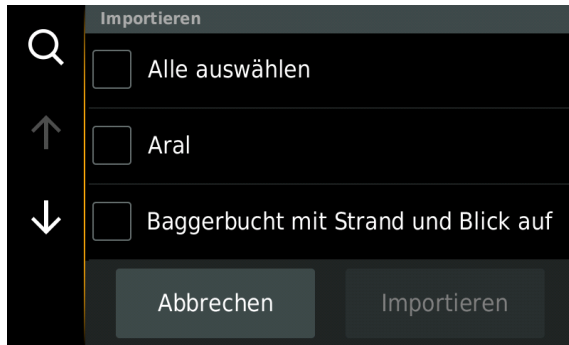 Importieren
Alle auswählen
Aral
Baggerbucht mit Strand und Blick auf
Abbrechen
Importieren